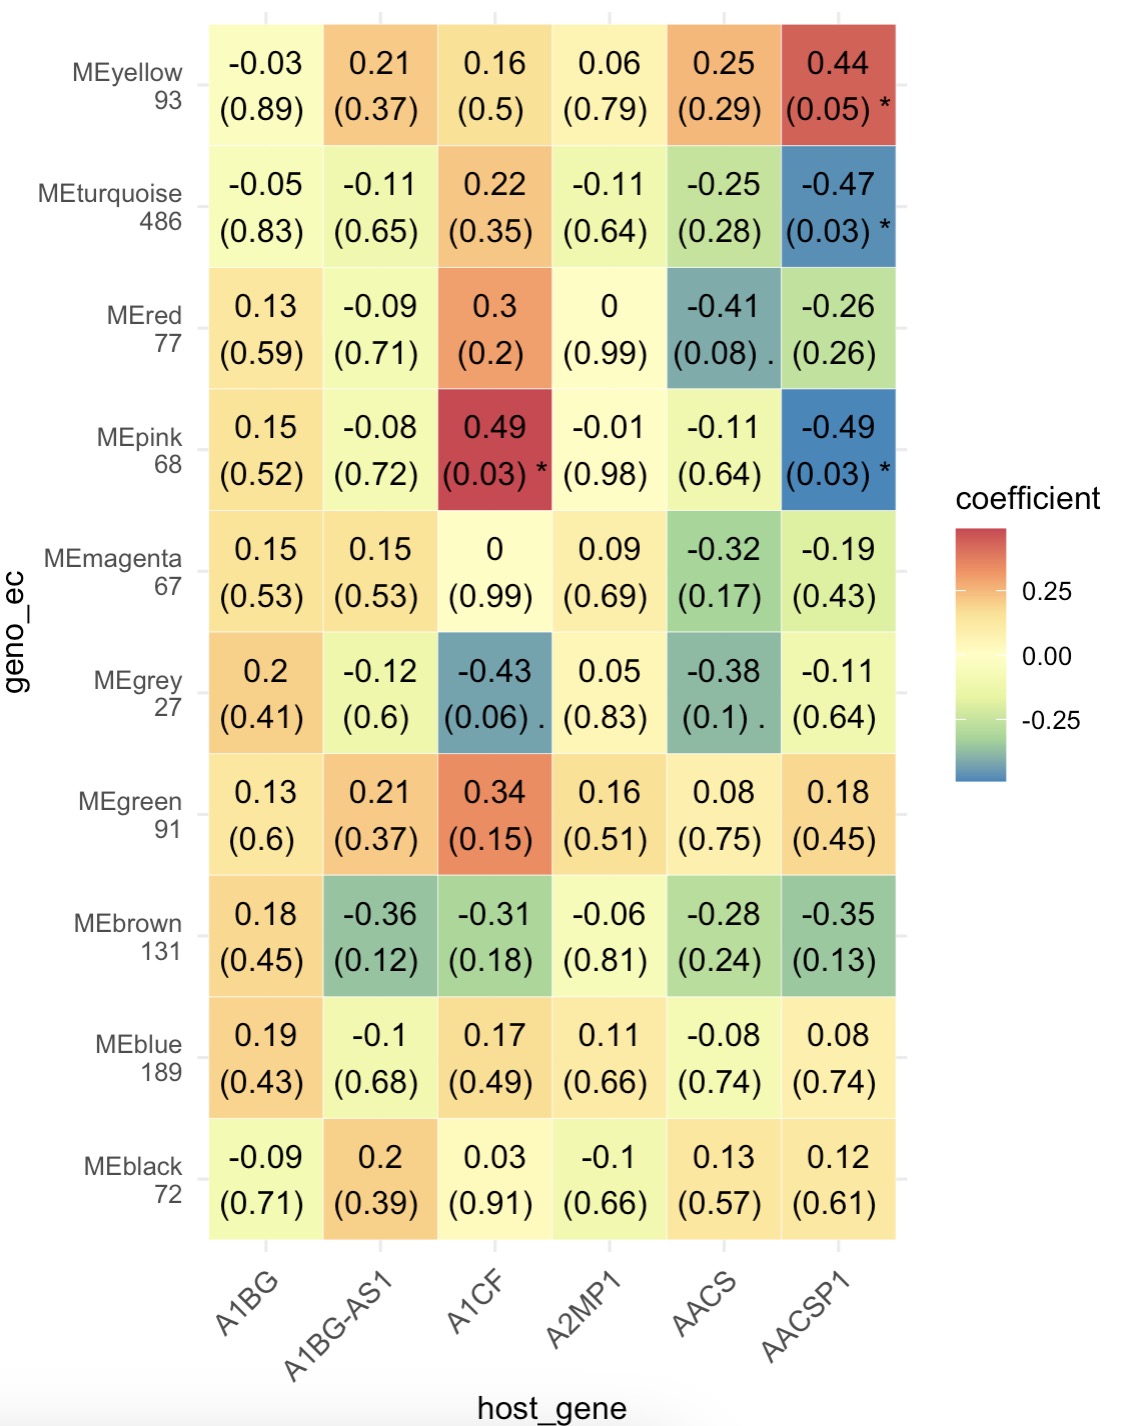 MEyellow
93
-0.03 0.21 0.16 0.06 0.25 0.44
(0.89) (0.37) (0.5) (0.79) (0.29) (0.05) *
MEturquoise
486
-0.05 -0.11 0.22 -0.11 -0.25 -0.47
(0.83) (0.65) (0.35) (0.64) (0.28) (0.03) *
MEred
77
0.13 -0.09 0.3 0 -0.41 -0.26
(0.59) (0.71) (0.2) (0.99) (0.08) . (0.26)
MEpink
68
0.15 -0.08 0.49 -0.01 -0.11 -0.49
(0.52) (0.72) (0.03) * (0.98) (0.64) (0.03) *
MEmagenta
67
0.15 0.15 0 0.09 -0.32 -0.19
(0.53) (0.53) (0.99) (0.69) (0.17) (0.43)
MEgrey
27
0.2 -0.12 -0.43 0.05 -0.38 -0.11
(0.41) (0.6) (0.06) . (0.83) (0.1) . (0.64)
MEgreen
91
0.13 0.21 0.34 0.16 0.08 0.18
(0.6) (0.37) (0.15) (0.51) (0.75) (0.45)
MEbrown
131
0.18 -0.36 -0.31 -0.06 -0.28 -0.35
(0.45) (0.12) (0.18) (0.81) (0.24) (0.13)
MEblue
189
0.19 -0.1 0.17 0.11 -0.08 0.08
(0.43) (0.68) (0.49) (0.66) (0.74) (0.74)
MEblack
72
-0.09 0.2 0.03 -0.1 0.13 0.12
(0.71) (0.39) (0.91) (0.66) (0.57) (0.61)
A1BG A1BG-AS1 A1CF A2MP1 AACS AACSP1
host_gene
geno_ec
coefficient
0.25
0.00
-0.25